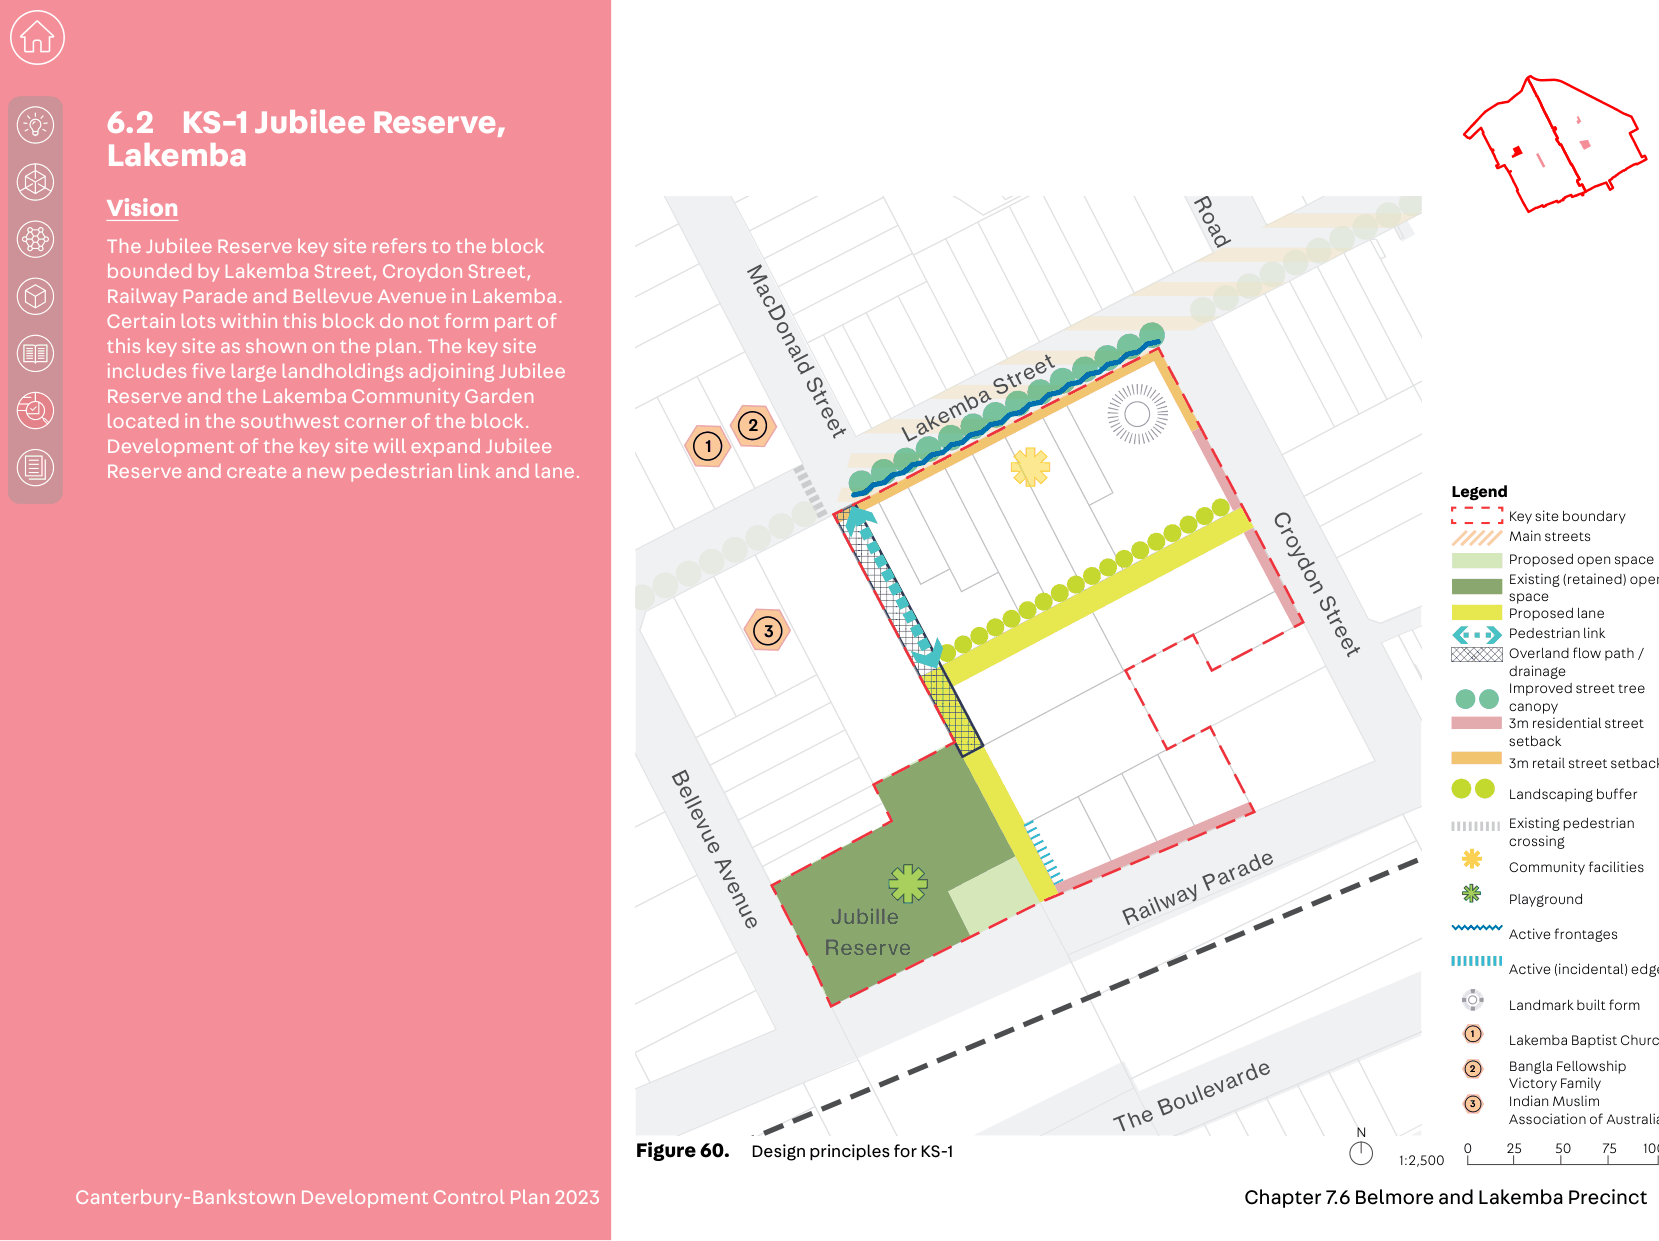 6.2 KS-1 Jubilee Reserve,
Lakemba
Vision
The Jubilee Reserve key site refers to the block
bounded by Lakemba Street, Croydon Street,
Railway Parade and Bellevue Avenue in Lakemba.
Certain lots within this block do not form part of
this key site as shown on the plan. The key site
includes five large landholdings adjoining Jubilee
Reserve and the Lakemba Community Garden
located in the southwest corner of the block.
Development of the key site will expand Jubilee
Reserve and create a new pedestrian link and lane.
Road
MacDonald Street
Lakemba Street
Croydon Street
1
2
3
Bellevue Avenue
Jubille
Reserve
Railway Parade
The Boulevarde
Legend
Key site boundary
Main streets
Proposed open space
Existing (retained) oper
space
Proposed lane
Pedestrian link
Overland flow path /
drainage
Improved street tree
canopy
3m residential street
setback
3m retail street setback
Landscaping buffer
Existing pedestrian
crossing
Community facilities
Playground
Active frontages
Active (incidental) edge
Landmark built form
1 Lakemba Baptist Churc
2 Bangla Fellowship
Victory Family
3 Indian Muslim
Association of Australia
Figure 60. Design principles for KS-1
N
1:2,500
0 25 50 75 100
Canterbury-Bankstown Development Control Plan 2023
Chapter 7.6 Belmore and Lakemba Precinct